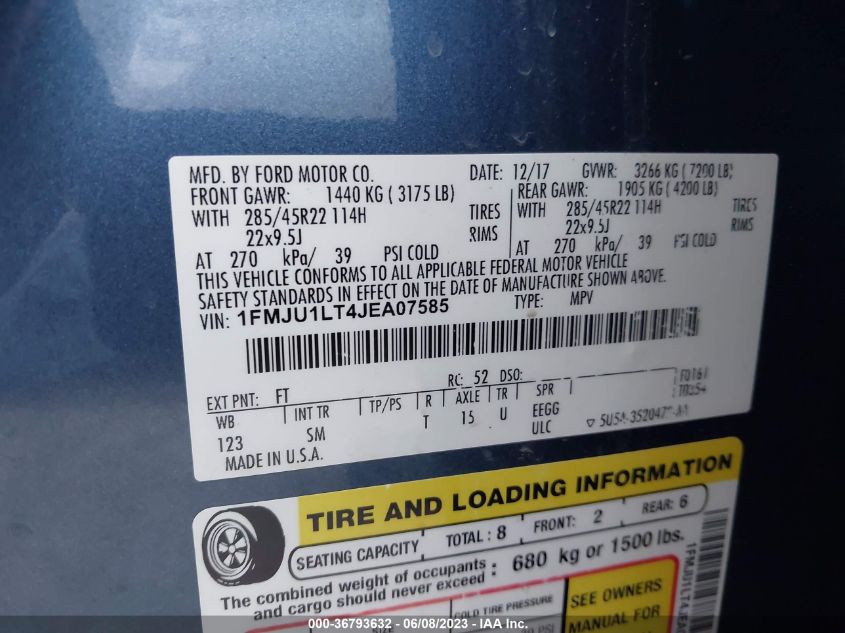 MFD. BY FORD MOTOR CO. DATE: 12/17 GVWR: 3266 KG ( 7200 LB)
FRONT GAWR: 1440 KG ( 3175 LB) REAR GAWR: 1905 KG ( 4200 LB)
WITH 285/45R22 114H TIRES WITH 285/45R22 114H TIRES
22x9.5J RIMS 22x9.5J RIMS
AT 270 kPa/ 39 PSI COLD AT 270 kPa/ 39 PSI COLD
THIS VEHICLE CONFORMS TO ALL APPLICABLE FEDERAL MOTOR VEHICLE
SAFETY STANDARDS IN EFFECT ON THE DATE OF MANUFACTURE SHOWN ABOVE.
VIN: 1FMJU1LT4JEA07585 TYPE: MPV
EXT PNT: FT RC: 52 DSO:
WB INT TR TP/PS R AXLE TR SPR
123 SM T 15 U EEGG
ULC
MADE IN U.S.A.
TIRE AND LOADING INFORMATION
SEATING CAPACITY TOTAL : 8 FRONT: 2 REAR: 6
The combined weight of occupants and cargo should never exceed : 680 kg or 1500 lbs.
COLD TIRE PRESSURE
SEE OWNERS
MANUAL FOR
SIZE
1FMJU1LT4JEA
000-36793632 - 06/08/2023 - IAA Inc.